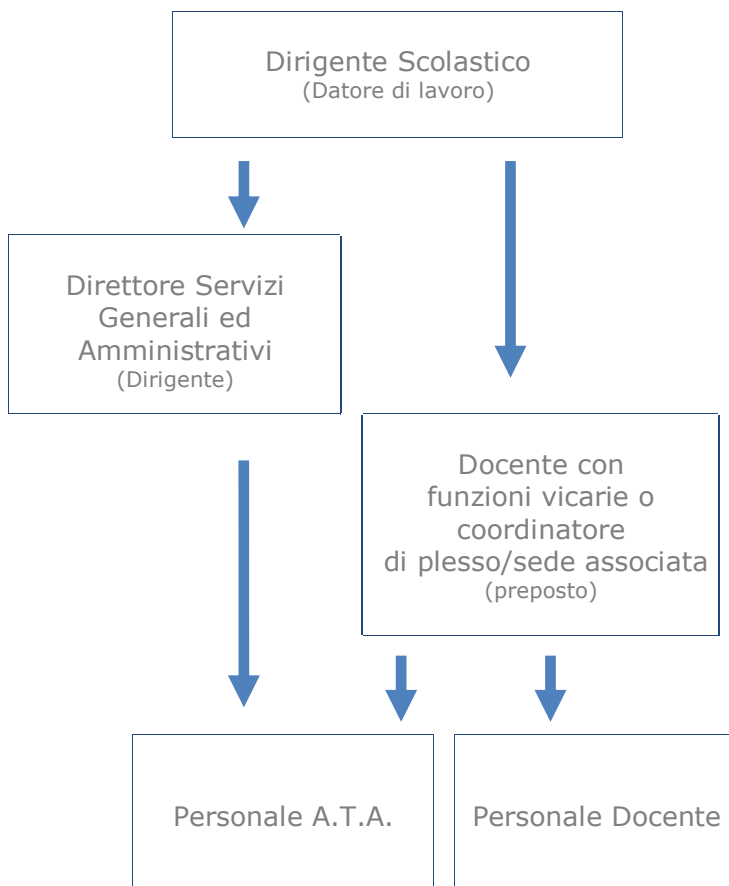 Dirigente Scolastico
(Datore di lavoro)
Direttore Servizi
Generali ed
Amministrativi
(Dirigente)
Docente con
funzioni vicarie o
coordinatore
di plesso/sede associata
(preposto)
Personale A.T.A.
Personale Docente